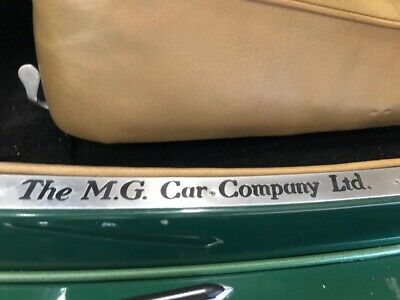 The M.G. Car Company Ltd.